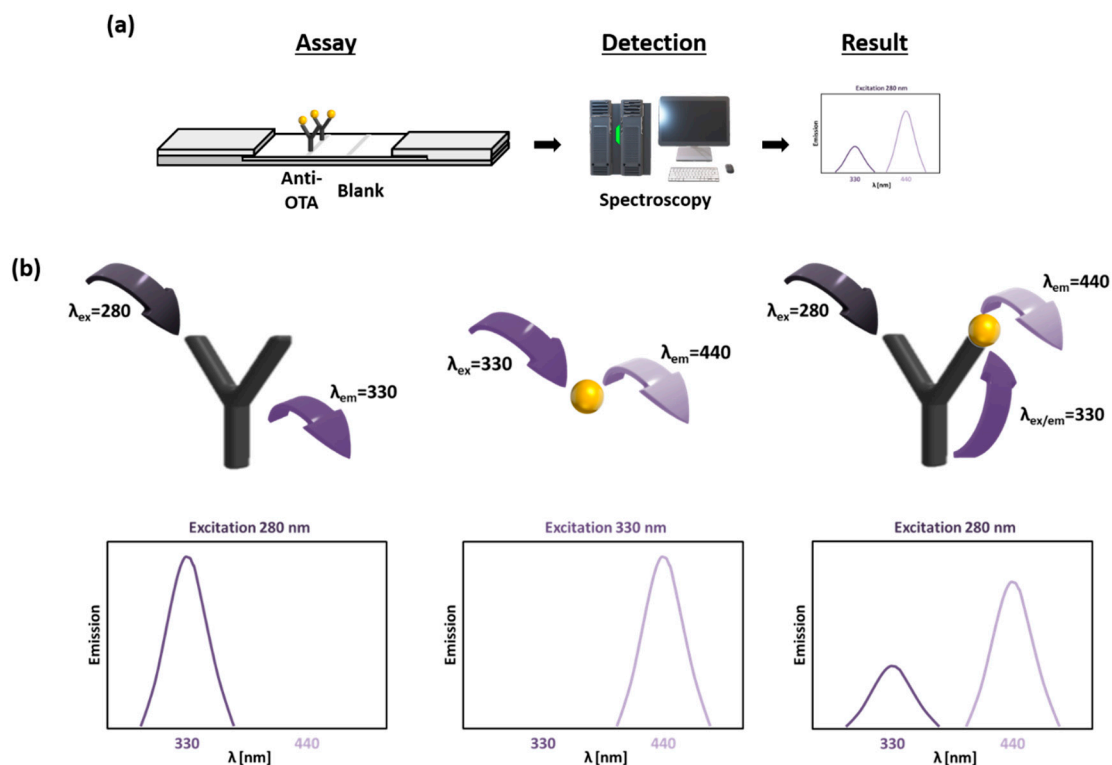 (a)
Assay
Detection
Result
Anti-
OTA
Blank
Spectroscopy
Excitation 280 nm
Emission
330
440
λ [nm]
(b)
λex=280
λem=330
λex=330
λem=440
λex=280
λem=440
λex/em=330
Excitation 280 nm
Emission
330
440
λ [nm]
Excitation 330 nm
Emission
330
440
λ [nm]
Excitation 280 nm
Emission
330
440
λ [nm]